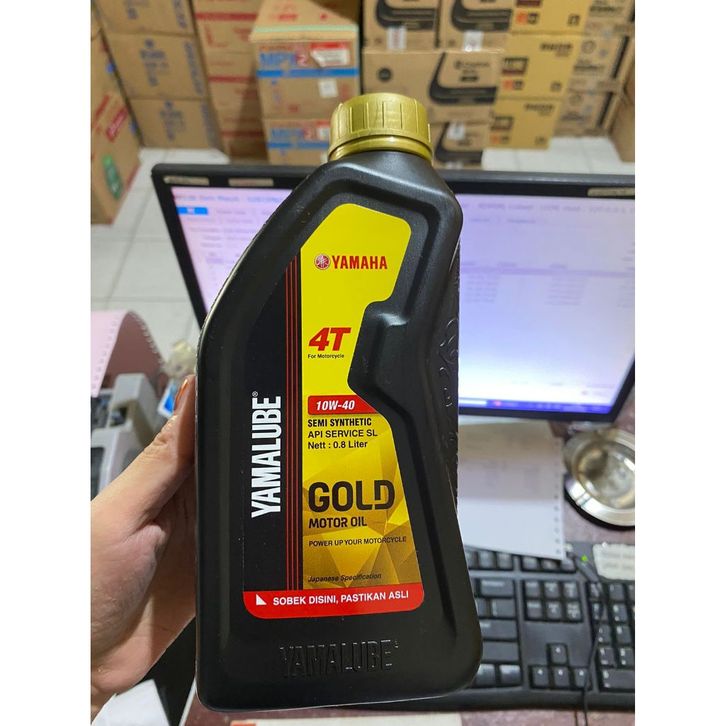 YAMAHA
4T
For Motorcycle
10W-40
SEMI SYNTHETIC
API SERVICE SL
Nett : 0.8 Liter
YAMALUBE®
GOLD
MOTOR OIL
POWER UP YOUR MOTORCYCLE
Japanese Specification
SOBEK DISINI, PASTIKAN ASLI
YAMALUBE